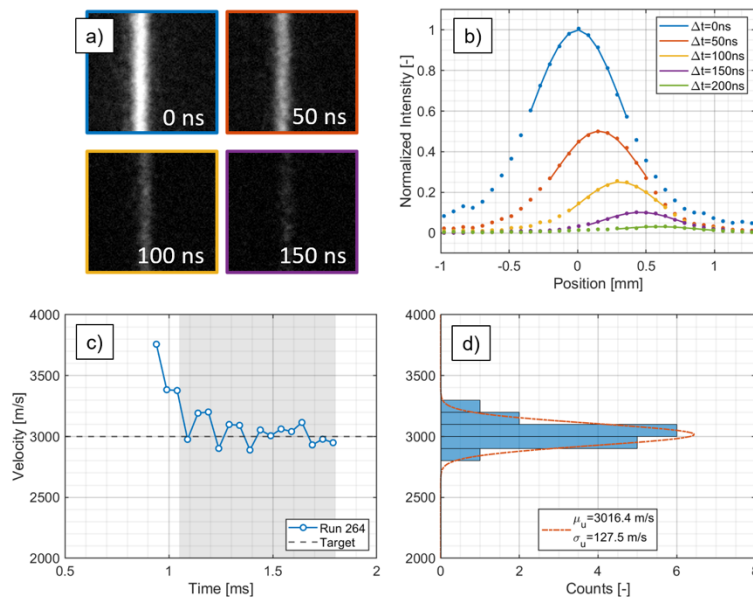 a)
0 ns
50 ns
100 ns
150 ns
b)
Normalized Intensity [-]
1
0.8
0.6
0.4
0.2
0
-1
-0.5
0
0.5
1
Position [mm]
Δt=0ns
Δt=50ns
Δt=100ns
Δt=150ns
Δt=200ns
c)
Velocity [m/s]
4000
3500
3000
2500
2000
0.5
1
1.5
2
Time [ms]
Run 264
Target
d)
4000
3500
3000
2500
2000
0
2
4
6
8
Counts [-]
μu=3016.4 m/s
σu=127.5 m/s